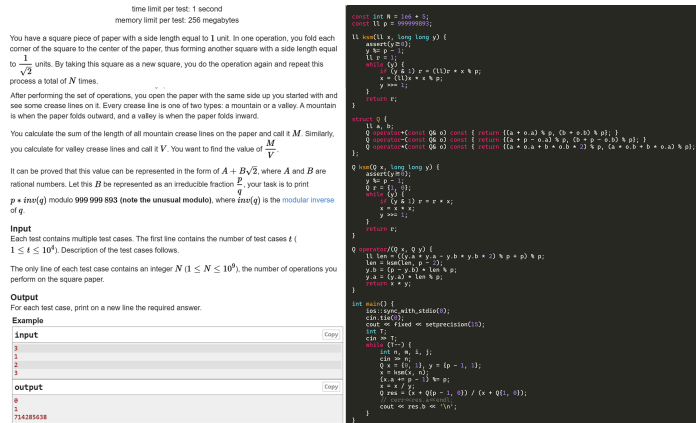 time limit per test: 1 second
memory limit per test: 256 megabytes
You have a square piece of paper with a side length equal to 1 unit. In one operation, you fold each
corner of the square to the center of the paper, thus forming another square with a side length equal
to 1/√2 units. By taking this square as a new square, you do the operation again and repeat this
process a total of N times.
After performing the set of operations, you open the paper with the same side up you started with and
see some crease lines on it. Every crease line is one of two types: a mountain or a valley. A mountain
is when the paper folds outward, and a valley is when the paper folds inward.
You calculate the sum of the length of all mountain crease lines on the paper and call it M. Similarly,
you calculate for valley crease lines and call it V. You want to find the value of M/V.
It can be proved that this value can be represented in the form of A + B√2, where A and B are
rational numbers. Let this B be represented as an irreducible fraction p/q, your task is to print
p * inv(q) modulo 999 999 893 (note the unusual modulo), where inv(q) is the modular inverse
of q.
Input
Each test contains multiple test cases. The first line contains the number of test cases t (
1 ≤ t ≤ 10^4). Description of the test cases follows.
The only line of each test case contains an integer N (1 ≤ N ≤ 10^9), the number of operations you
perform on the square paper.
Output
For each test case, print on a new line the required answer.
Example
input
Copy
3
1
2
3
output
Copy
0
1
714285638
const int N = 1e6 + 5;
const ll p = 999999893;
ll ksm(ll x, long long y) {
assert(y≥0);
y %= p - 1;
ll r = 1;
while (y) {
if (y & 1) r = (ll)r * x % p;
x = (ll)x * x % p;
y >>= 1;
}
return r;
}
struct Q {
ll a, b;
Q operator+(const Q& o) const { return {(a + o.a) % p, (b + o.b) % p}; }
Q operator-(const Q& o) const { return {(a + p - o.a) % p, (b + p - o.b) % p}; }
Q operator*(const Q& o) const { return {(a * o.a + b * o.b * 2) % p, (a * o.b + b * o.a) % p};
};
Q ksm(Q x, long long y) {
assert(y≥0);
y %= p - 1;
Q r = {1, 0};
while (y) {
if (y & 1) r = r * x;
x = x * x;
y >>= 1;
}
return r;
}
Q operator/(Q x, Q y) {
ll len = ((y.a * y.a - y.b * y.b * 2) % p + p) % p;
len = ksm(len, p - 2);
y.b = (p - y.b) * len % p;
y.a = (y.a) * len % p;
return x * y;
}
int main() {
ios::sync_with_stdio(0);
cin.tie(0);
cout << fixed << setprecision(15);
int T;
cin >> T;
while (T--) {
int n, m, i, j;
cin >> n;
Q x = {0, 1}, y = {p - 1, 1};
x = ksm(x, n);
(x.a += p - 1) %= p;
x = x / y;
Q res = (x + Q{p - 1, 0}) / (x + Q{1, 0});
// cerr<<res.a<<endl;
cout << res.b << '\n';
}
}